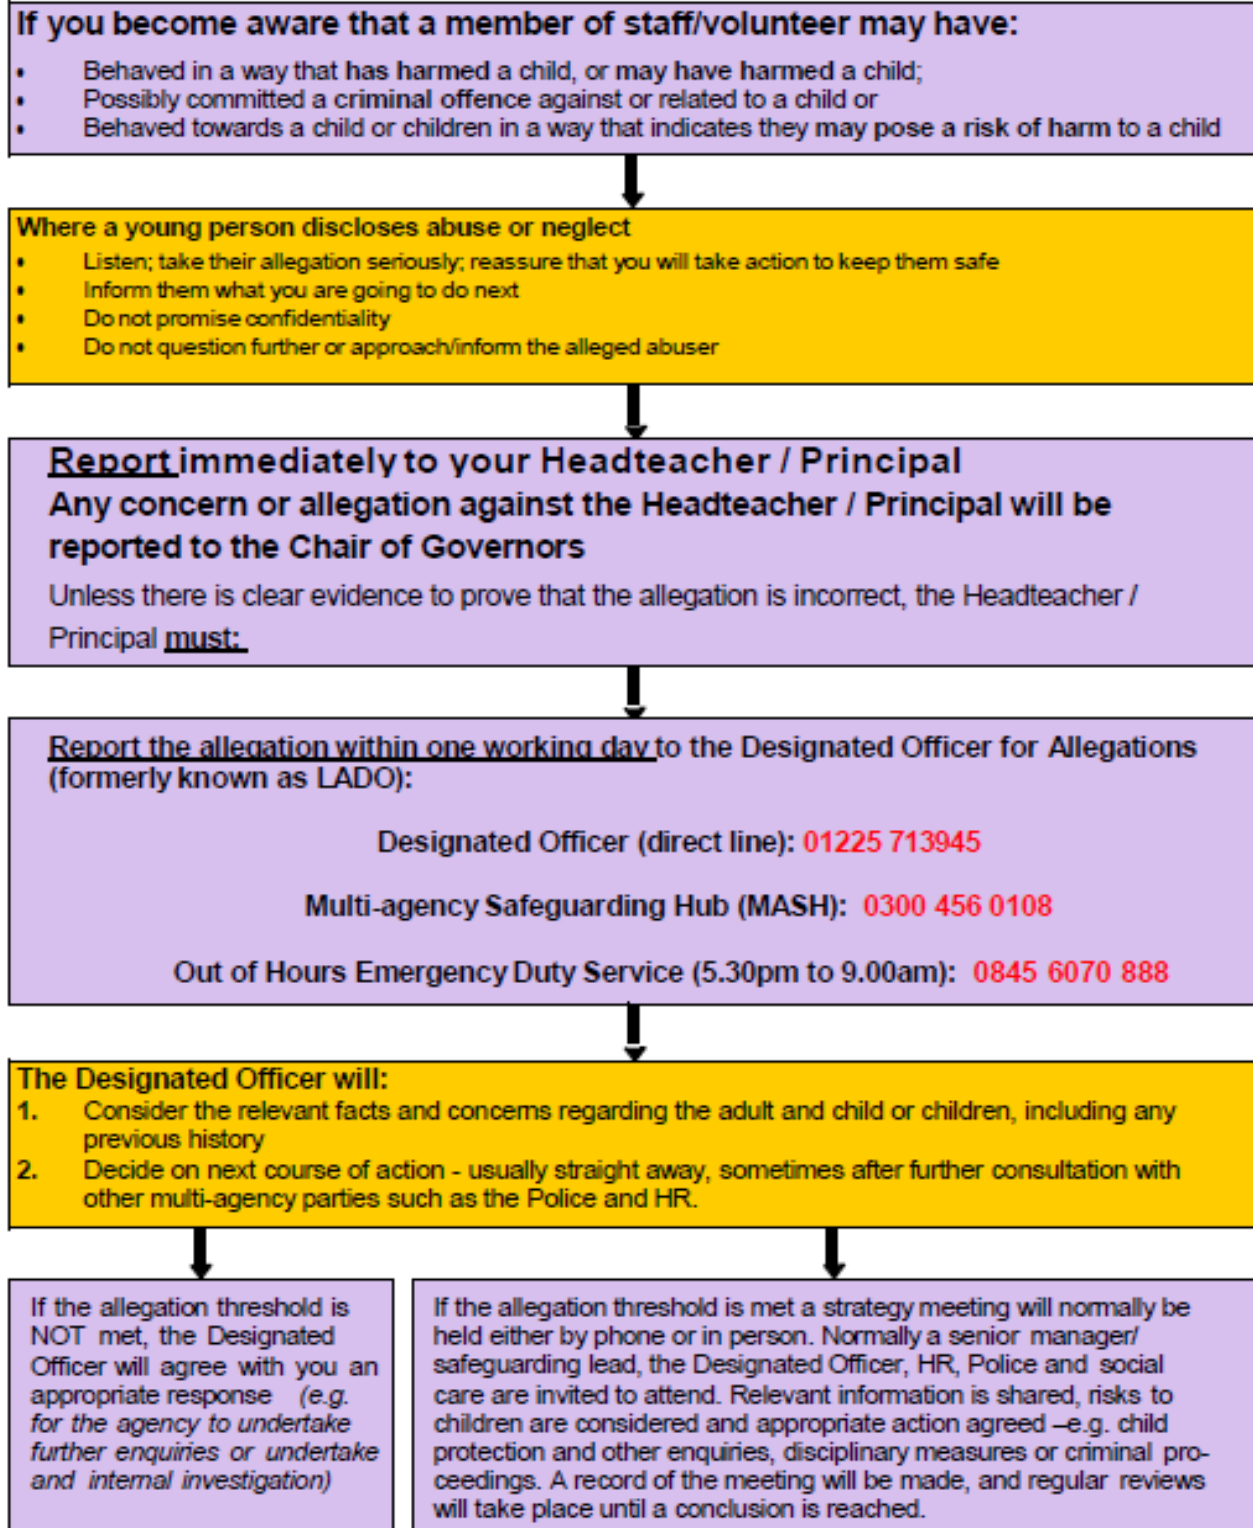 If you become aware that a member of staff/volunteer may have:
• Behaved in a way that has harmed a child, or may have harmed a child;
• Possibly committed a criminal offence against or related to a child or
• Behaved towards a child or children in a way that indicates they may pose a risk of harm to a child
Where a young person discloses abuse or neglect
• Listen; take their allegation seriously; reassure that you will take action to keep them safe
• Inform them what you are going to do next
• Do not promise confidentiality
• Do not question further or approach/inform the alleged abuser
Report immediately to your Headteacher / Principal
Any concern or allegation against the Headteacher / Principal will be
reported to the Chair of Governors
Unless there is clear evidence to prove that the allegation is incorrect, the Headteacher /
Principal must:
Report the allegation within one working day to the Designated Officer for Allegations
(formerly known as LADO):
Designated Officer (direct line): 01225 713945
Multi-agency Safeguarding Hub (MASH): 0300 456 0108
Out of Hours Emergency Duty Service (5.30pm to 9.00am): 0845 6070 888
The Designated Officer will:
1. Consider the relevant facts and concerns regarding the adult and child or children, including any
previous history
2. Decide on next course of action - usually straight away, sometimes after further consultation with
other multi-agency parties such as the Police and HR.
If the allegation threshold is
NOT met, the Designated
Officer will agree with you an
appropriate response (e.g.
for the agency to undertake
further enquiries or undertake
and internal investigation)
If the allegation threshold is met a strategy meeting will normally be
held either by phone or in person. Normally a senior manager/
safeguarding lead, the Designated Officer, HR, Police and social
care are invited to attend. Relevant information is shared, risks to
children are considered and appropriate action agreed –e.g. child
protection and other enquiries, disciplinary measures or criminal pro-
ceedings. A record of the meeting will be made, and regular reviews
will take place until a conclusion is reached.